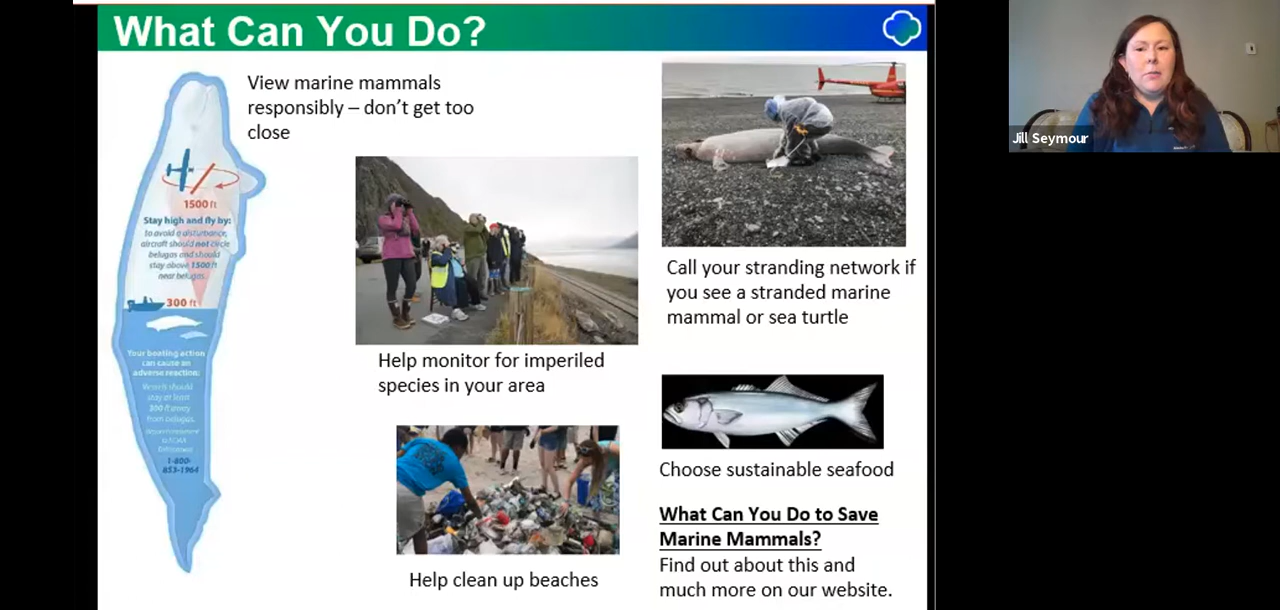 What Can You Do?
View marine mammals
responsibly – don't get too
close
1500 ft
Stay high and fly by:
to avoid a disturbance,
aircraft should not circle
belugas and should
stay above 1500 ft
near belugas.
300 ft
Your boating action
can cause an
adverse reaction:
Vessels should
stay at least
300 ft away
from belugas.
1-800-
853-1964
Help monitor for imperiled
species in your area
Help clean up beaches
Call your stranding network if
you see a stranded marine
mammal or sea turtle
Choose sustainable seafood
What Can You Do to Save
Marine Mammals?
Find out about this and
much more on our website.
Jill Seymour